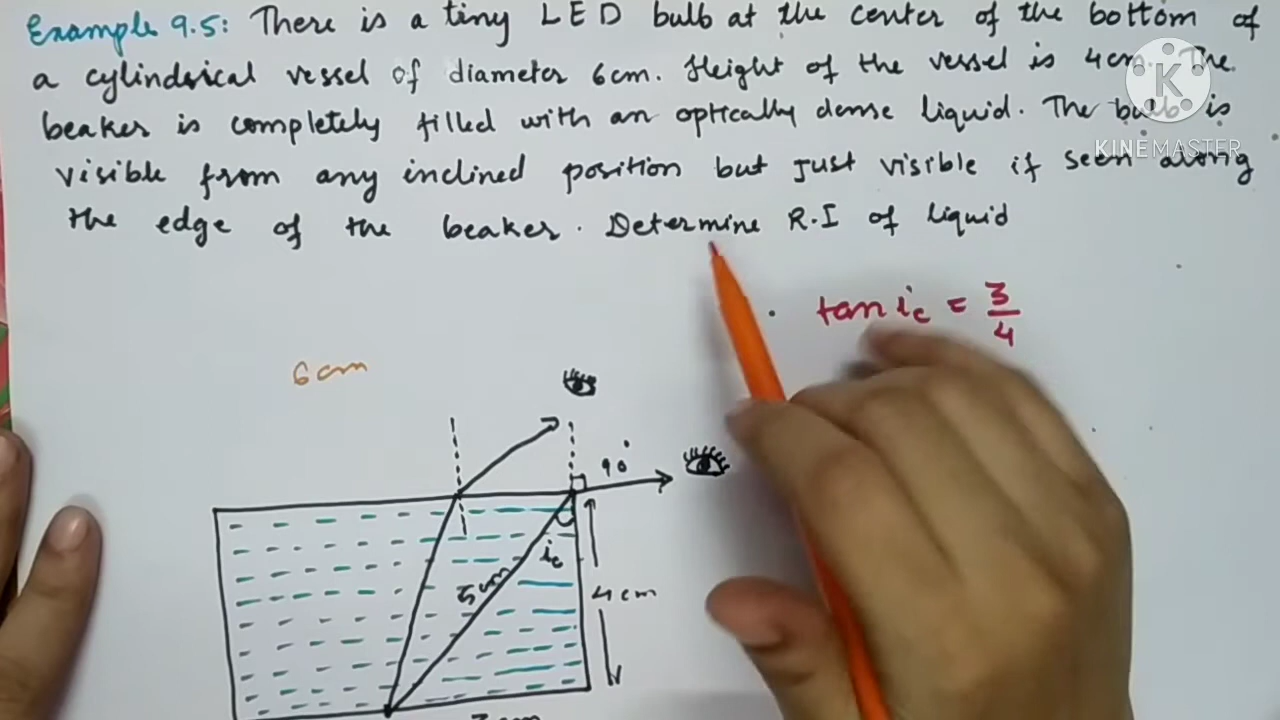 Example 9.5: There is a tiny LED bulb at the center of the bottom of
a cylindrical vessel of diameter 6cm. Height of the vessel is 4cm. The
beaker is completely filled with an optically dense liquid. The bulb is
visible from any inclined position but just visible if seen along
the edge of the beaker. Determine R.I of liquid
K
KINEMASTER
tan ic = 3/4
6cm
90°
ic
5cm
4cm
3cm